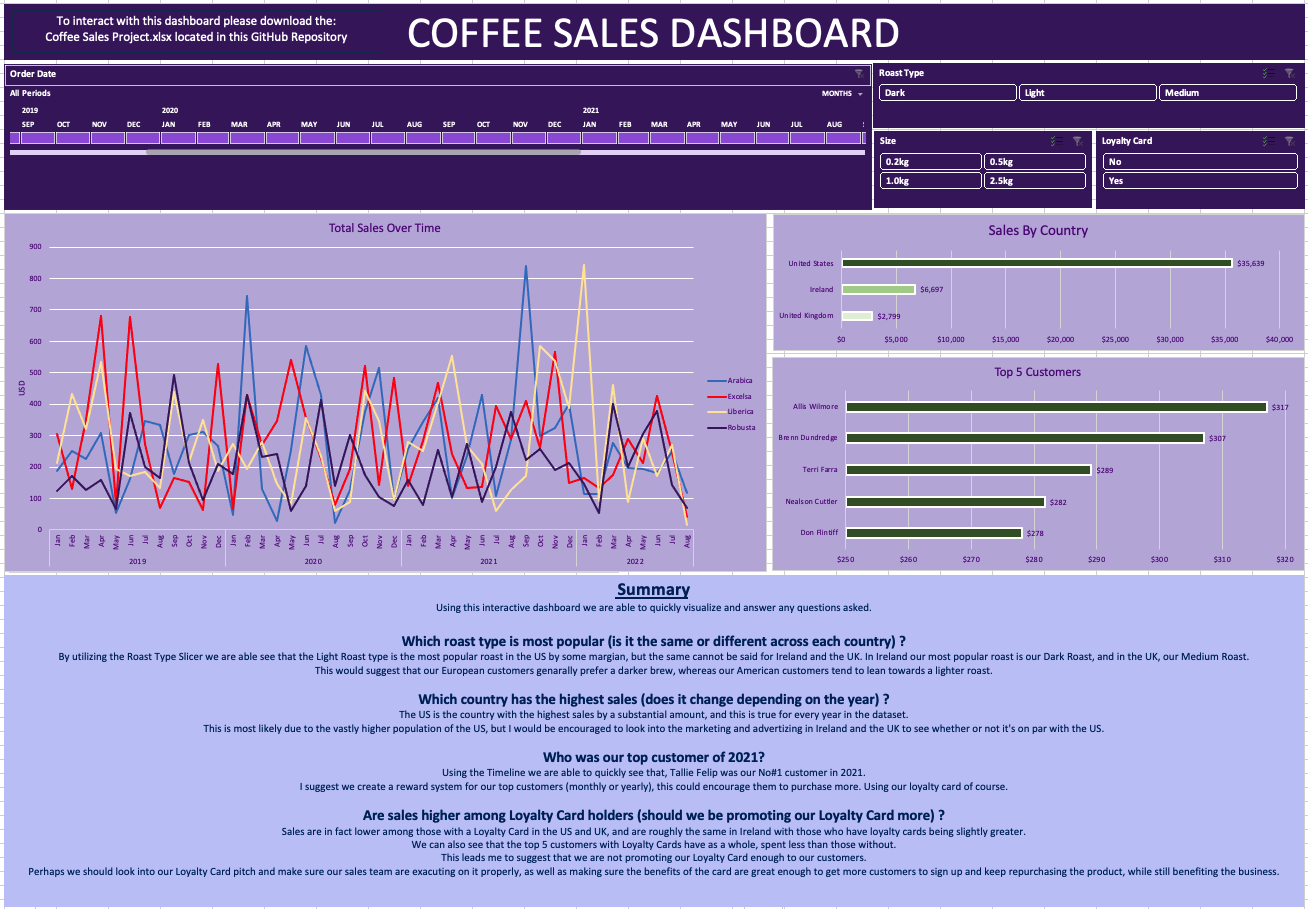 To interact with this dashboard please download the:
Coffee Sales Project.xlsx located in this GitHub Repository
COFFEE SALES DASHBOARD
Order Date
All Periods
MONTHS
2019 2020 2021
SEP OCT NOV DEC JAN FEB MAR APR MAY JUN JUL AUG SEP OCT NOV DEC JAN FEB MAR APR MAY JUN JUL AUG
Roast Type
Dark Light Medium
Size
0.2kg 0.5kg
1.0kg 2.5kg
Loyalty Card
No
Yes
Total Sales Over Time
900
800
700
600
500
400
300
200
100
0
USD
Jan Feb Mar Apr May Jun Jul Aug Sep Oct Nov Dec Jan Feb Mar Apr May Jun Jul Aug Sep Oct Nov Dec Jan Feb Mar Apr May Jun Jul Aug Sep Oct Nov Dec Jan Feb Mar Apr May Jun Jul Aug
2019 2020 2021 2022
Arabica
Excelsa
Liberica
Robusta
Sales By Country
United States $35,639
Ireland $6,697
United Kingdom $2,799
$0 $5,000 $10,000 $15,000 $20,000 $25,000 $30,000 $35,000 $40,000
Top 5 Customers
Allis Wilmore $317
Brenn Dundredge $307
Terri Farra $289
Nealson Cuttler $282
Don Flintiff $278
$250 $260 $270 $280 $290 $300 $310 $320
Summary
Using this interactive dashboard we are able to quickly visualize and answer any questions asked.
Which roast type is most popular (is it the same or different across each country) ?
By utilizing the Roast Type Slicer we are able see that the Light Roast type is the most popular roast in the US by some margian, but the same cannot be said for Ireland and the UK. In Ireland our most popular roast is our Dark Roast, and in the UK, our Medium Roast.
This would suggest that our European customers genarally prefer a darker brew, whereas our American customers tend to lean towards a lighter roast.
Which country has the highest sales (does it change depending on the year) ?
The US is the country with the highest sales by a substantial amount, and this is true for every year in the dataset.
This is most likely due to the vastly higher population of the US, but I would be encouraged to look into the marketing and advertizing in Ireland and the UK to see whether or not it's on par with the US.
Who was our top customer of 2021?
Using the Timeline we are able to quickly see that, Tallie Felip was our No#1 customer in 2021.
I suggest we create a reward system for our top customers (monthly or yearly), this could encourage them to purchase more. Using our loyalty card of course.
Are sales higher among Loyalty Card holders (should we be promoting our Loyalty Card more) ?
Sales are in fact lower among those with a Loyalty Card in the US and UK, and are roughly the same in Ireland with those who have loyalty cards being slightly greater.
We can also see that the top 5 customers with Loyalty Cards have as a whole, spent less than those without.
This leads me to suggest that we are not promoting our Loyalty Card enough to our customers.
Perhaps we should look into our Loyalty Card pitch and make sure our sales team are exacuting on it properly, as well as making sure the benefits of the card are great enough to get more customers to sign up and keep repurchasing the product, while still benefiting the business.